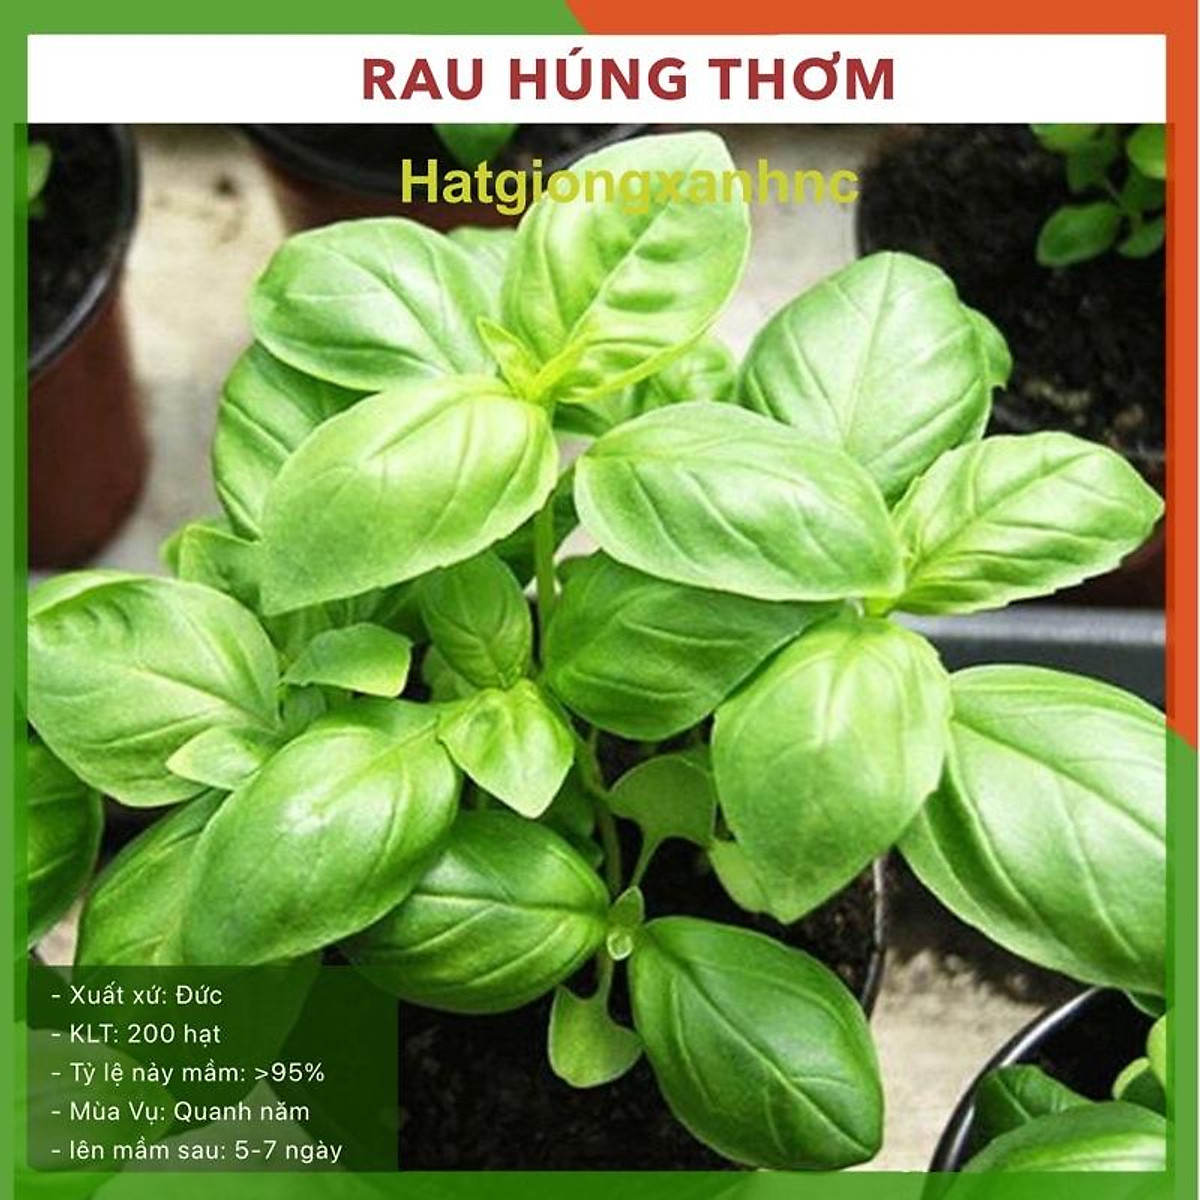 RAU HÚNG THƠM
Hatgiongxanhnc
- Xuất xứ: Đức
- KLT: 200 hạt
- Tỷ lệ này mầm: >95%
- Mùa Vụ: Quanh năm
- lên mầm sau: 5-7 ngày